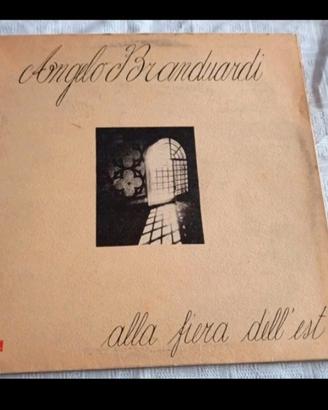 Angelo Branduardi
alla fiera dell'est
!